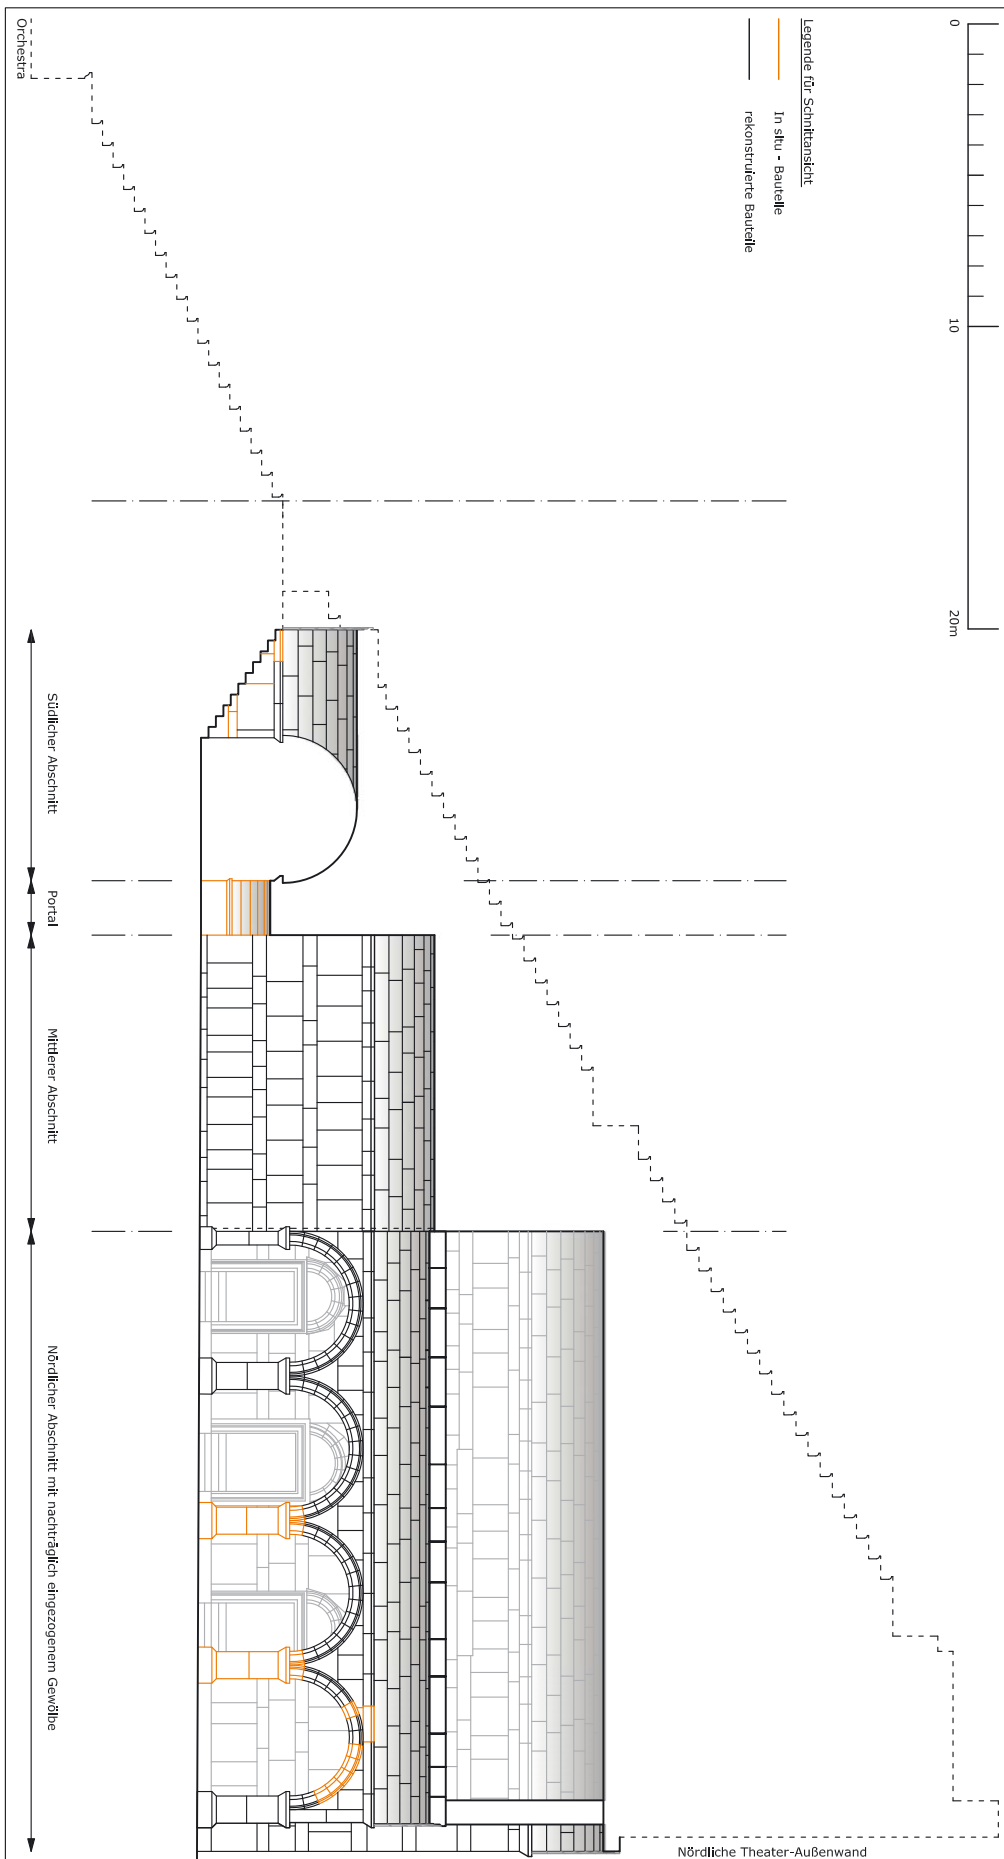 0
10
20m
Legende für Schnittansicht
In situ - Bauteile
rekonstruierte Bauteile
Orchestra
Südlicher Abschnitt
Portal
Mittlerer Abschnitt
Nördlicher Abschnitt mit nachträglich eingezogenem Gewölbe
Nördliche Theater-Außenwand